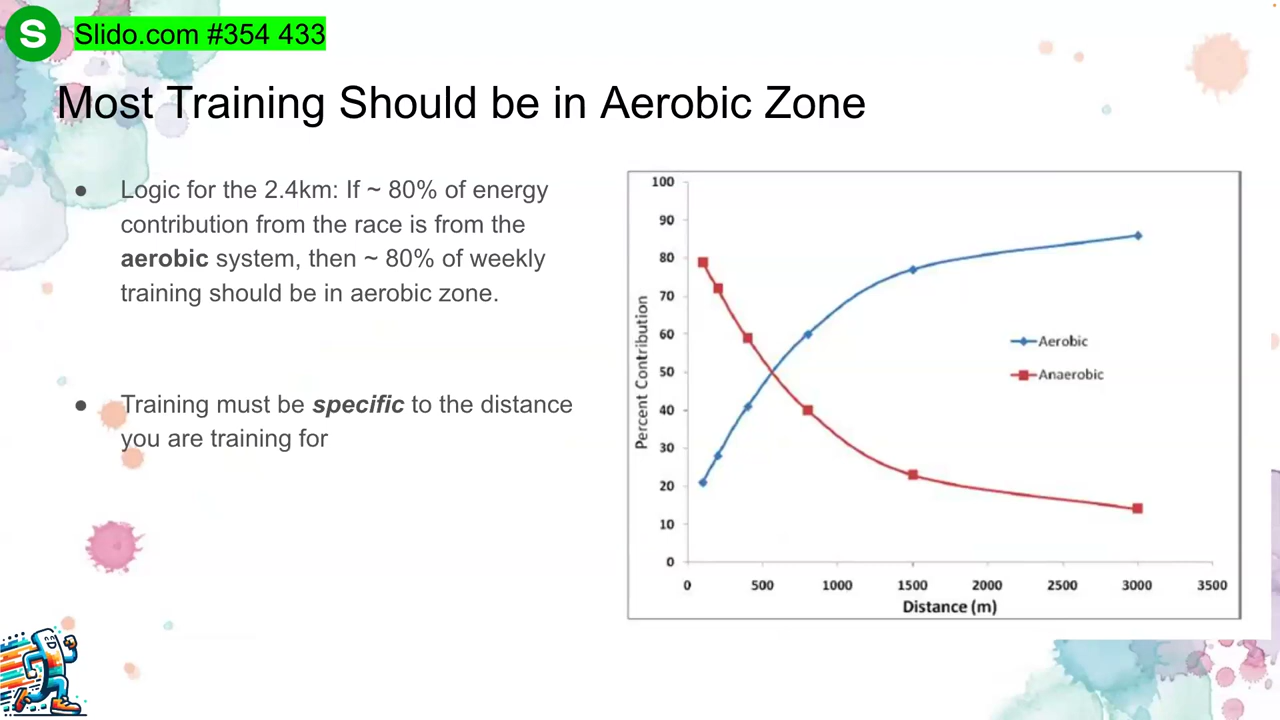 S
Slido.com #354 433
Most Training Should be in Aerobic Zone
● Logic for the 2.4km: If ~ 80% of energy
contribution from the race is from the
aerobic system, then ~ 80% of weekly
training should be in aerobic zone.
● Training must be specific to the distance
you are training for
100
90
80
70
60
50
40
30
20
10
0
Percent Contribution
Aerobic
Anaerobic
0 500 1000 1500 2000 2500 3000 3500
Distance (m)